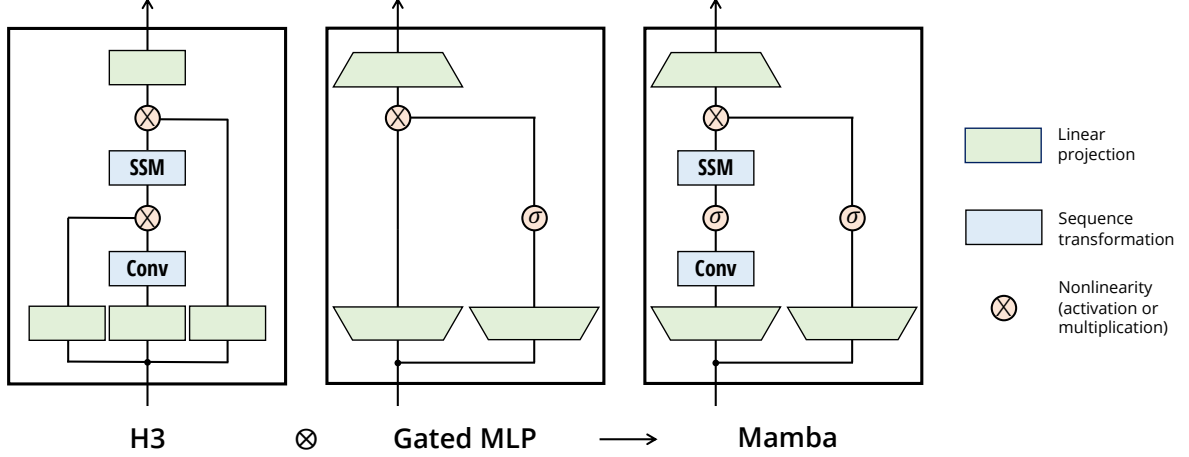 SSM
Conv
σ
SSM
σ
Conv
σ
Linear
projection
Sequence
transformation
Nonlinearity
(activation or
multiplication)
H3 ⊗ Gated MLP ⟶ Mamba